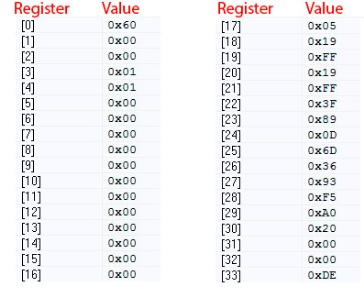 Register Value
[0] 0x60
[1] 0x00
[2] 0x00
[3] 0x01
[4] 0x01
[5] 0x00
[6] 0x00
[7] 0x00
[8] 0x00
[9] 0x00
[10] 0x00
[11] 0x00
[12] 0x00
[13] 0x00
[14] 0x00
[15] 0x00
[16] 0x00
Register Value
[17] 0x05
[18] 0x19
[19] 0xFF
[20] 0x19
[21] 0xFF
[22] 0x3F
[23] 0x89
[24] 0x0D
[25] 0x6D
[26] 0x36
[27] 0x93
[28] 0xF5
[29] 0xA0
[30] 0x20
[31] 0x00
[32] 0x00
[33] 0xDE